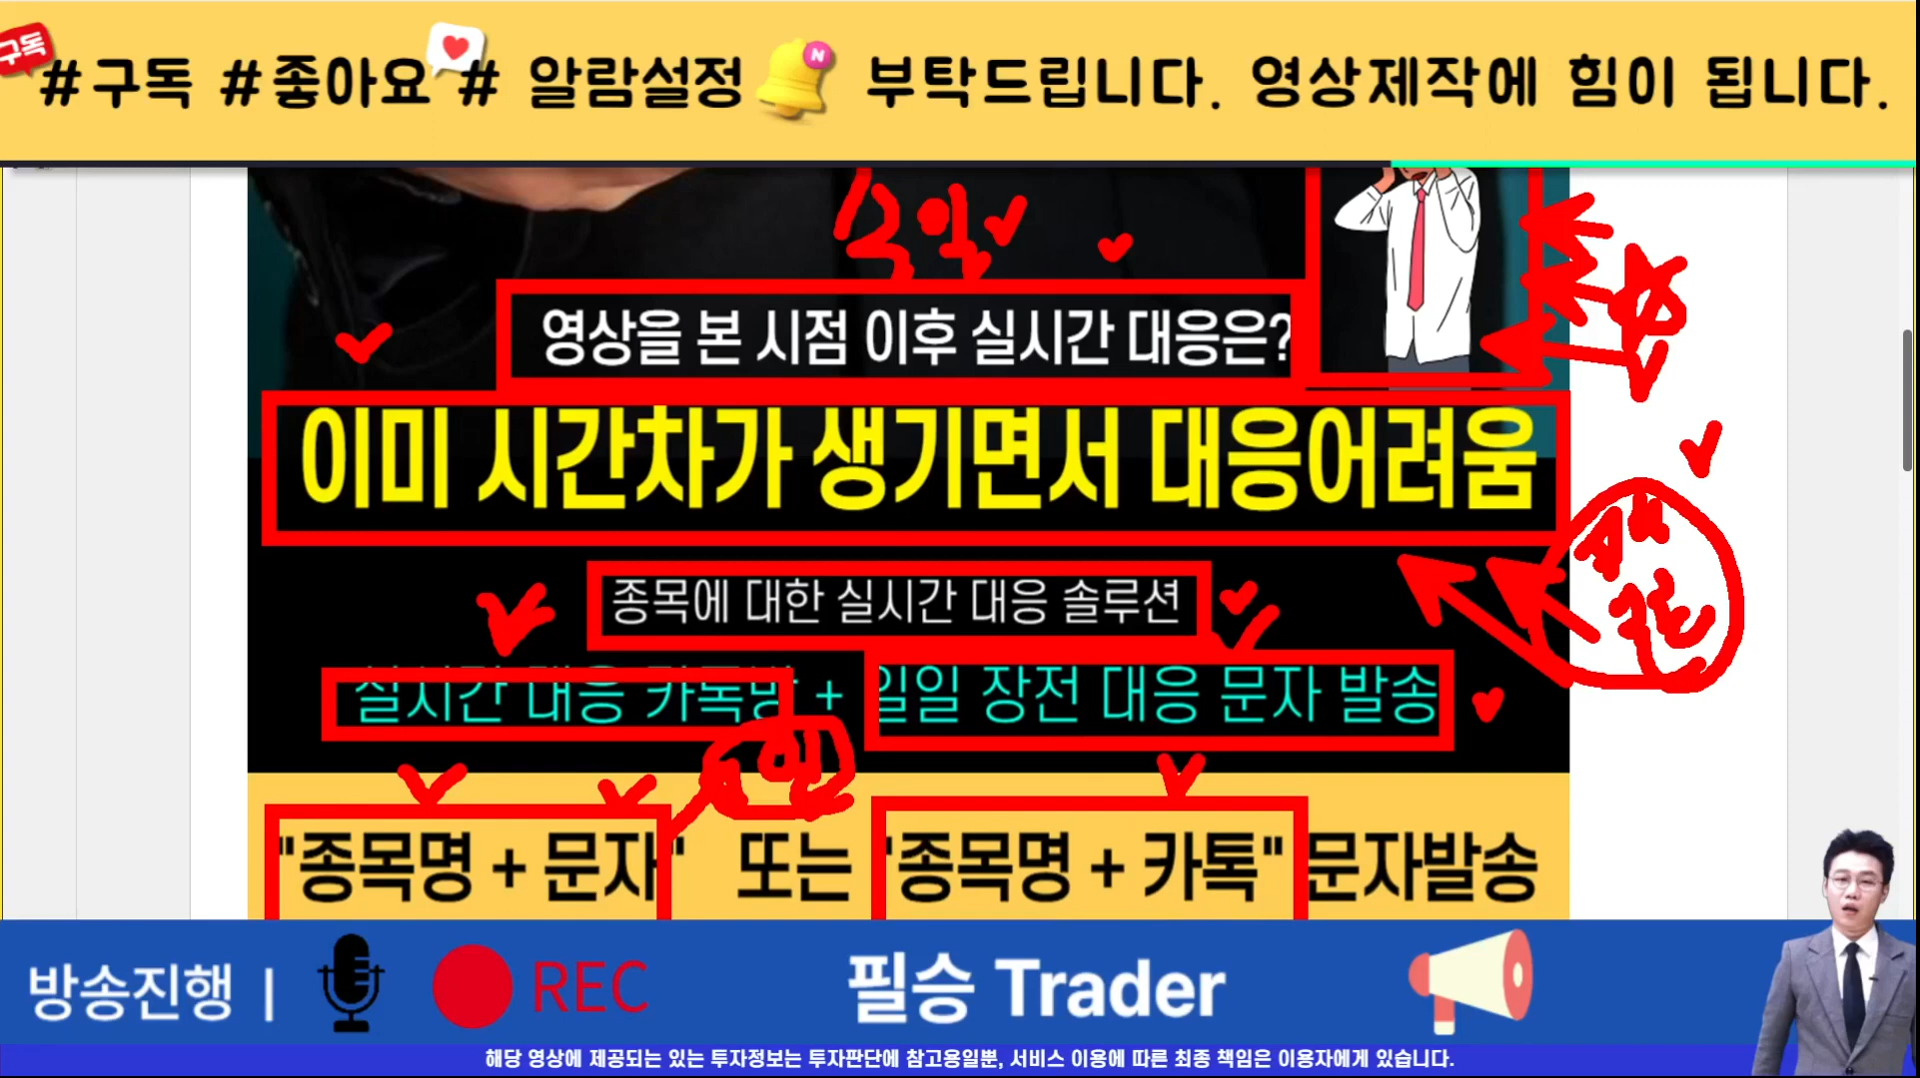 구독
#구독 #좋아요 # 알람설정 N 부탁드립니다. 영상제작에 힘이 됩니다.
영상을 본 시점 이후 실시간 대응은?
이미 시간차가 생기면서 대응어려움
종목에 대한 실시간 대응 솔루션
실시간 대응 카톡방 + 일일 장전 대응 문자 발송
"종목명 + 문자" 또는 "종목명 + 카톡" 문자발송
방송진행 | REC 필승 Trader
해당 영상에 제공되는 있는 투자정보는 투자판단에 참고용일뿐, 서비스 이용에 따른 최종 책임은 이용자에게 있습니다.